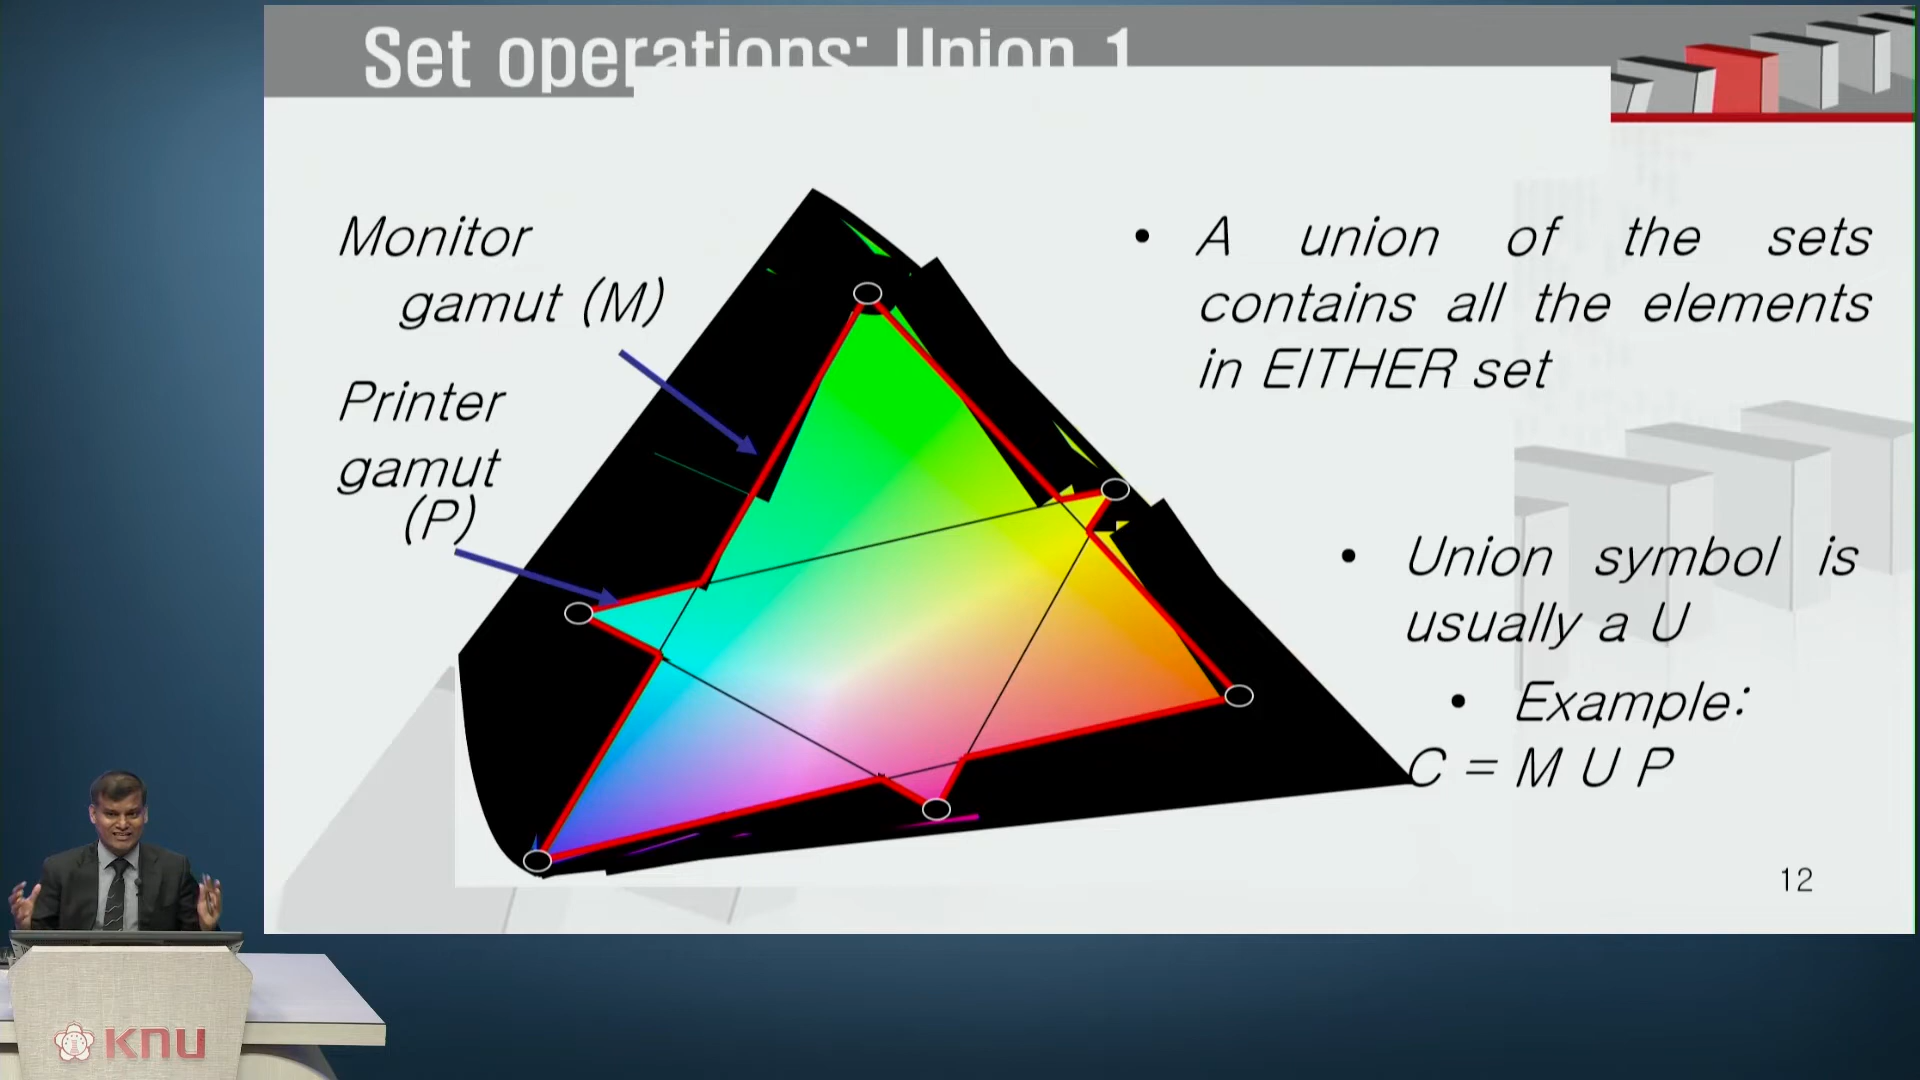 Set operations: Union 1
Monitor
gamut (M)
Printer
gamut
(P)
• A union of the sets
contains all the elements
in EITHER set
• Union symbol is
usually a U
• Example:
C = M U P
12
KNU